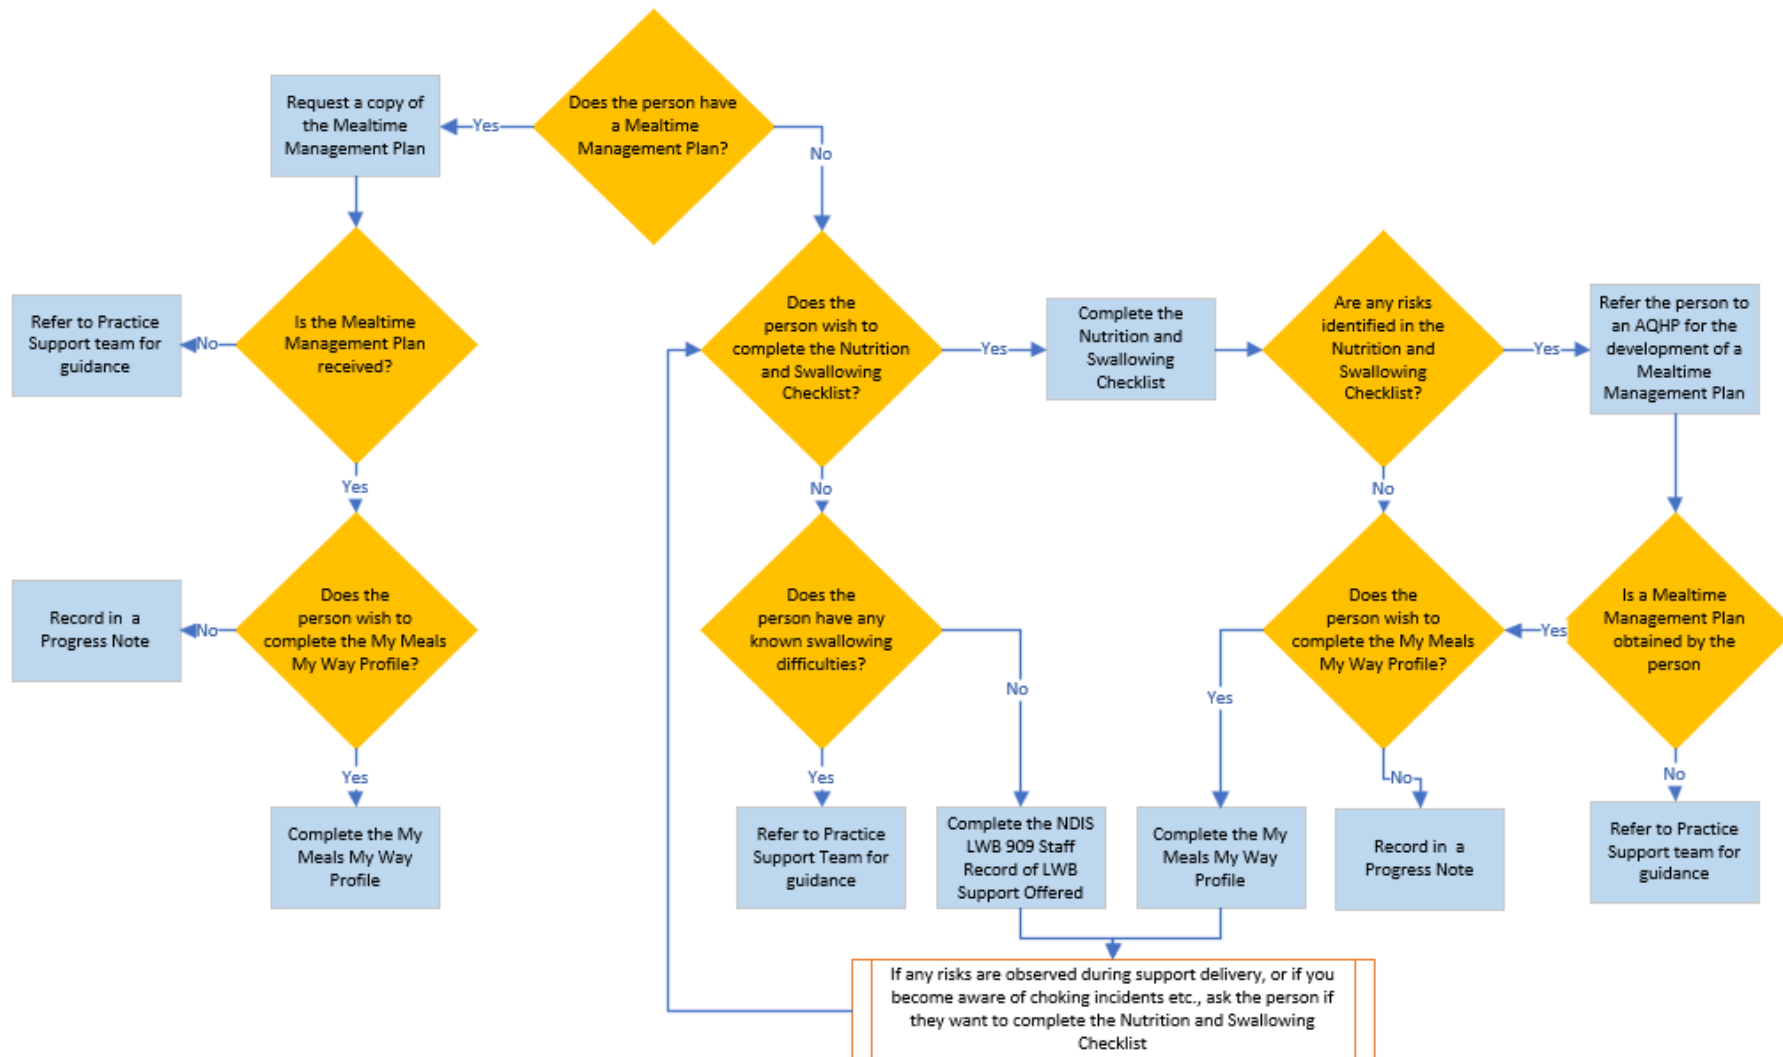 Request a copy of
the Mealtime
Management Plan
Yes
Does the person have
a Mealtime
Management Plan?
No
Refer to Practice
Support team for
guidance
No
Is the Mealtime
Management Plan
received?
Does the
person wish to
complete the Nutrition
and Swallowing
Checklist?
Yes
Complete the
Nutrition and
Swallowing
Checklist
Are any risks
identified in the
Nutrition and
Swallowing
Checklist?
Yes
Refer the person to
an AQHP for the
development of a
Mealtime
Management Plan
Yes
No
No
Record in a
Progress Note
No
Does the
person wish to
complete the My Meals
My Way Profile?
Does the
person have any
known swallowing
difficulties?
No
Yes
Does the
person wish to
complete the My Meals
My Way Profile?
Yes
Is a Mealtime
Management Plan
obtained by the
person
Yes
Yes
No
No
Complete the My
Meals My Way
Profile
Refer to Practice
Support Team for
guidance
Complete the NDIS
LWB 909 Staff
Record of LWB
Support Offered
Complete the My
Meals My Way
Profile
Record in a
Progress Note
Refer to Practice
Support team for
guidance
If any risks are observed during support delivery, or if you
become aware of choking incidents etc., ask the person if
they want to complete the Nutrition and Swallowing
Checklist